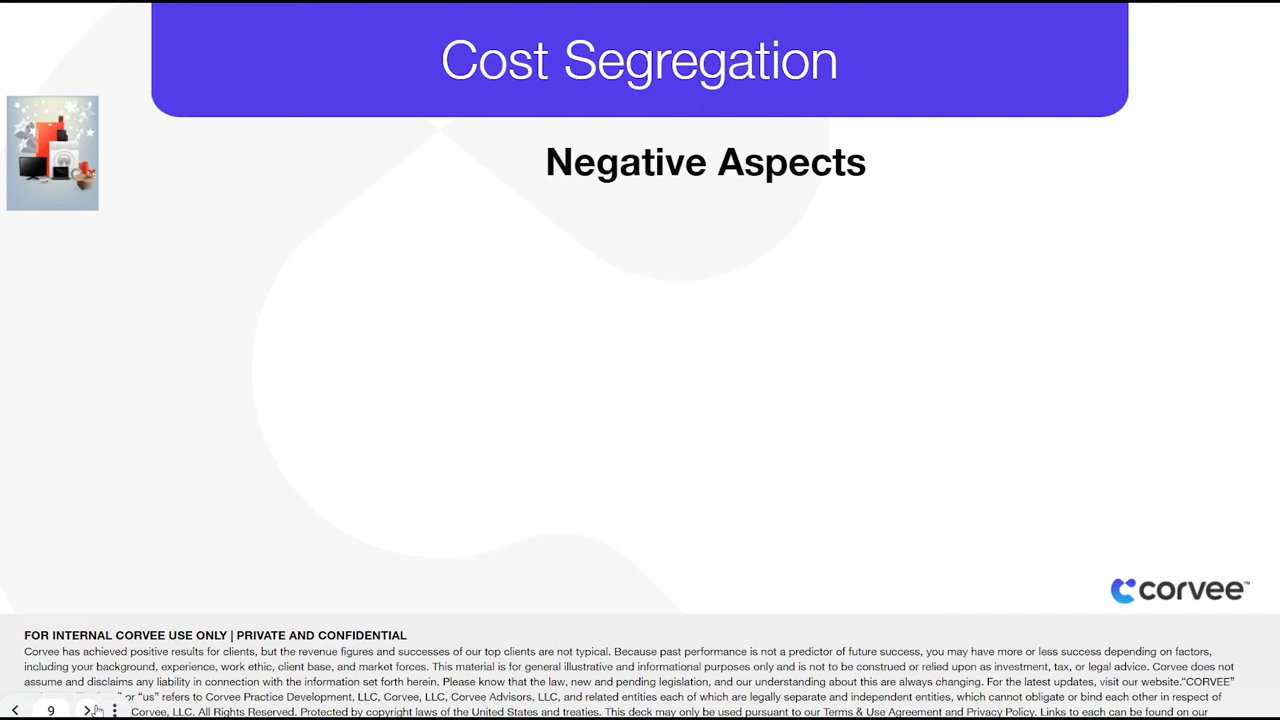 Cost Segregation
Negative Aspects
corvee™
FOR INTERNAL CORVEE USE ONLY | PRIVATE AND CONFIDENTIAL
Corvee has achieved positive results for clients, but the revenue figures and successes of our top clients are not typical. Because past performance is not a predictor of future success, you may have more or less success depending on factors,
including your background, experience, work ethic, client base, and market forces. This material is for general illustrative and informational purposes only and is not to be construed or relied upon as investment, tax, or legal advice. Corvee does not
assume and disclaims any liability in connection with the information set forth herein. Please know that the law, new and pending legislation, and our understanding about this are always changing. For the latest updates, visit our website.“CORVEE”
or “us” refers to Corvee Practice Development, LLC, Corvee, LLC, Corvee Advisors, LLC, and related entities each of which are legally separate and independent entities, which cannot obligate or bind each other in respect of
Corvee, LLC. All Rights Reserved. Protected by copyright laws of the United States and treaties. This deck may only be used pursuant to our Terms & Use Agreement and Privacy Policy. Links to each can be found on our
9